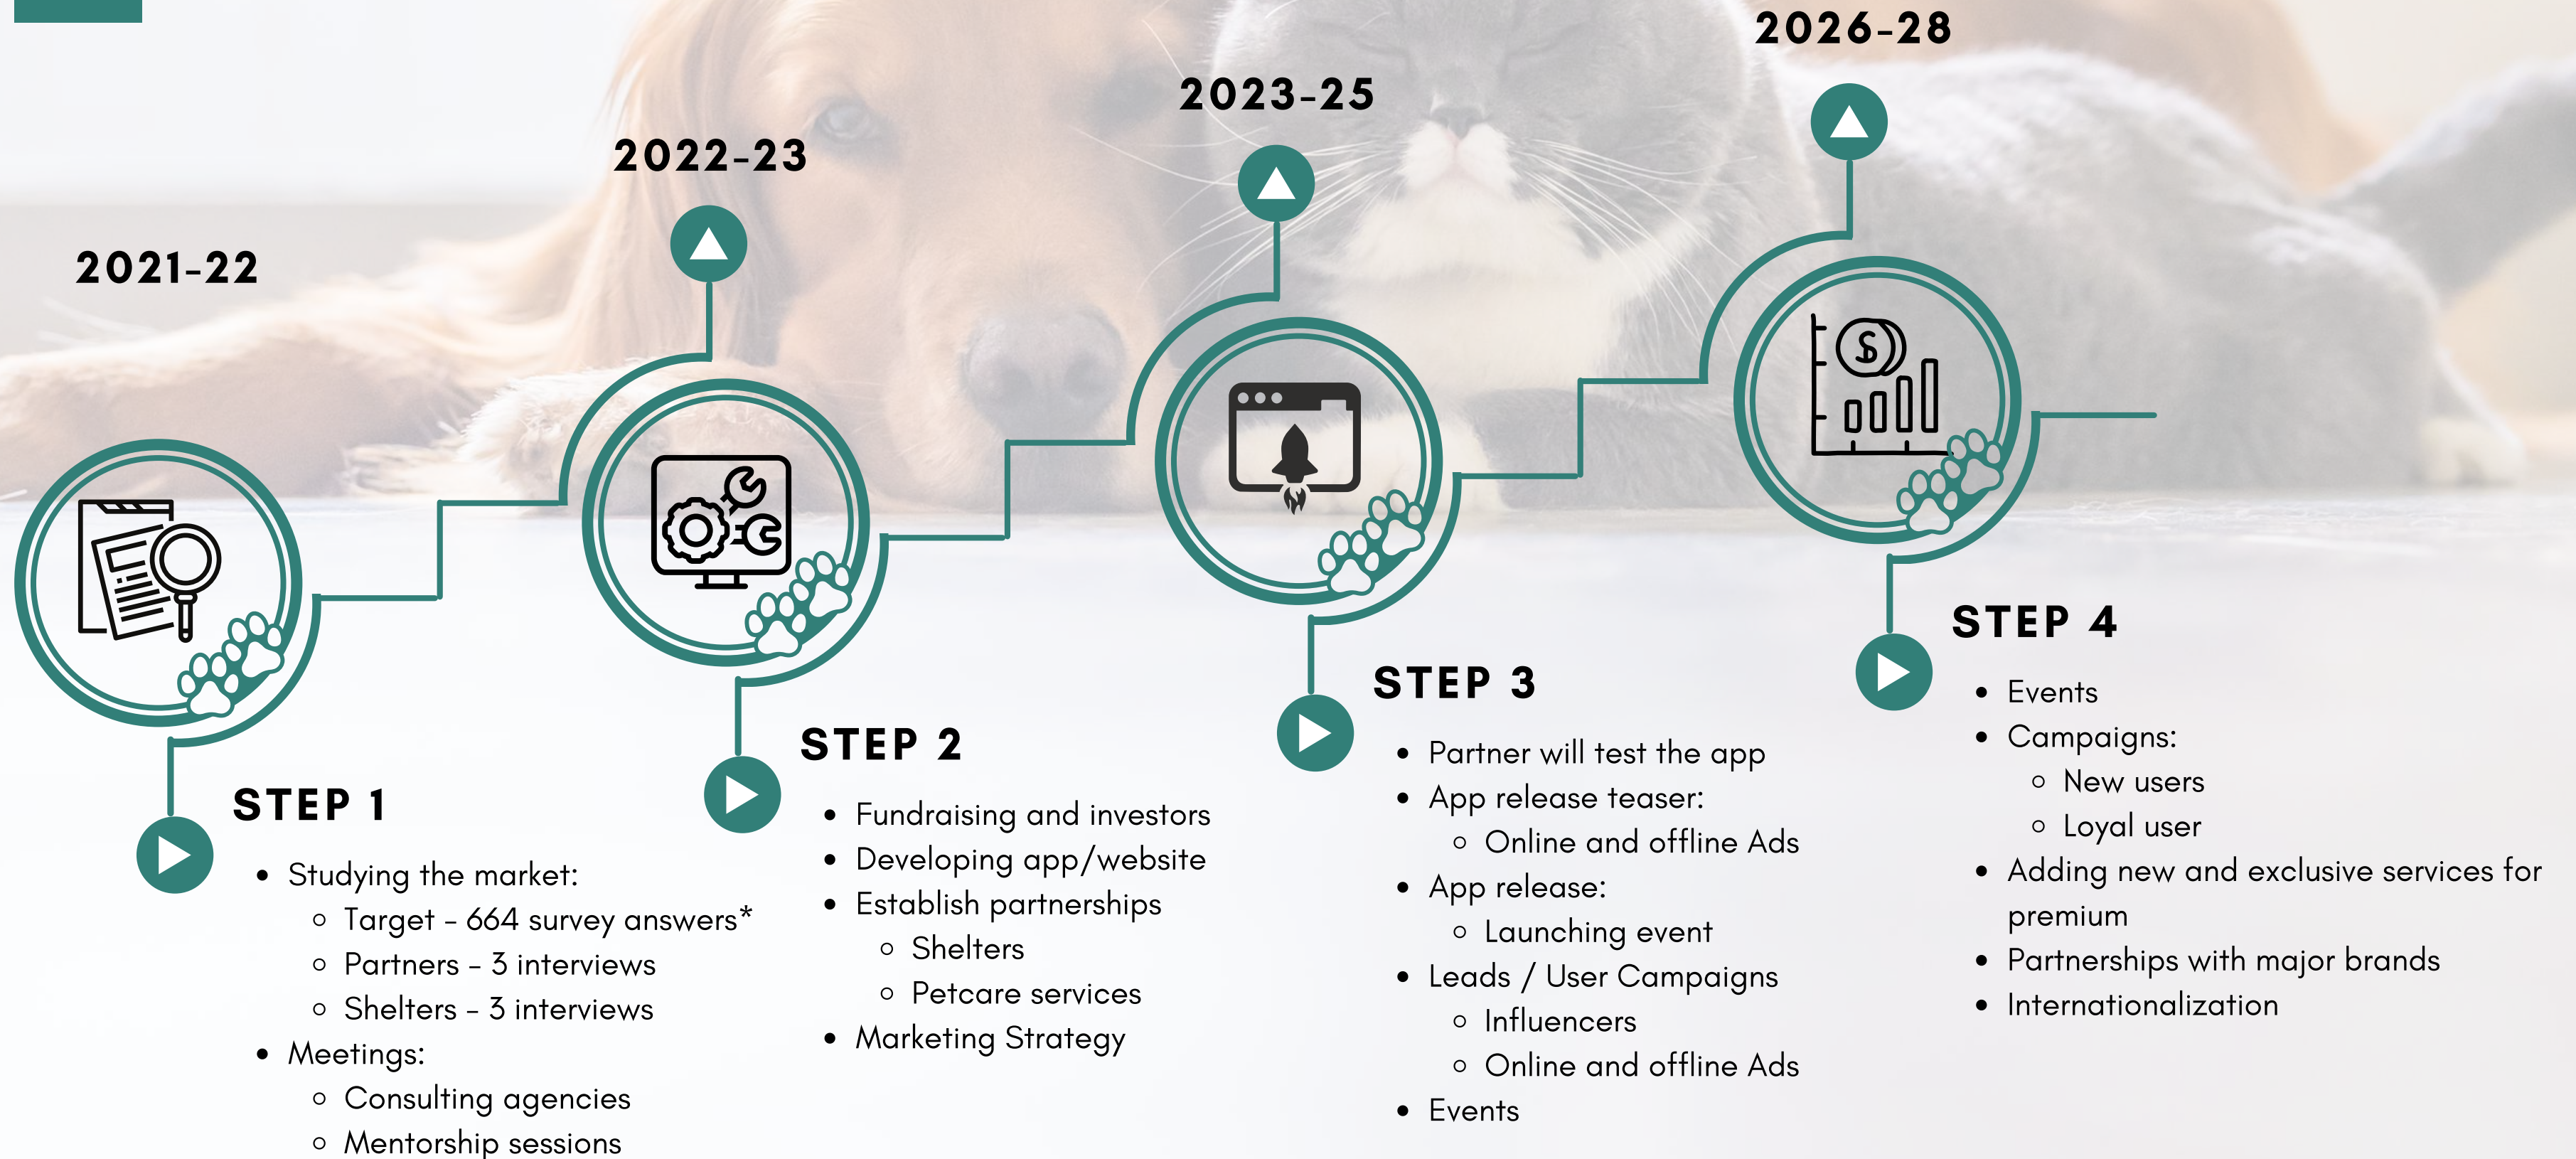 2021-22
STEP 1
• Studying the market:
○ Target - 664 survey answers*
○ Partners - 3 interviews
○ Shelters - 3 interviews
• Meetings:
○ Consulting agencies
○ Mentorship sessions
2022-23
STEP 2
• Fundraising and investors
• Developing app/website
• Establish partnerships
○ Shelters
○ Petcare services
• Marketing Strategy
2023-25
STEP 3
• Partner will test the app
• App release teaser:
○ Online and offline Ads
• App release:
○ Launching event
• Leads / User Campaigns
○ Influencers
○ Online and offline Ads
• Events
2026-28
$
STEP 4
• Events
• Campaigns:
○ New users
○ Loyal user
• Adding new and exclusive services for
premium
• Partnerships with major brands
• Internationalization